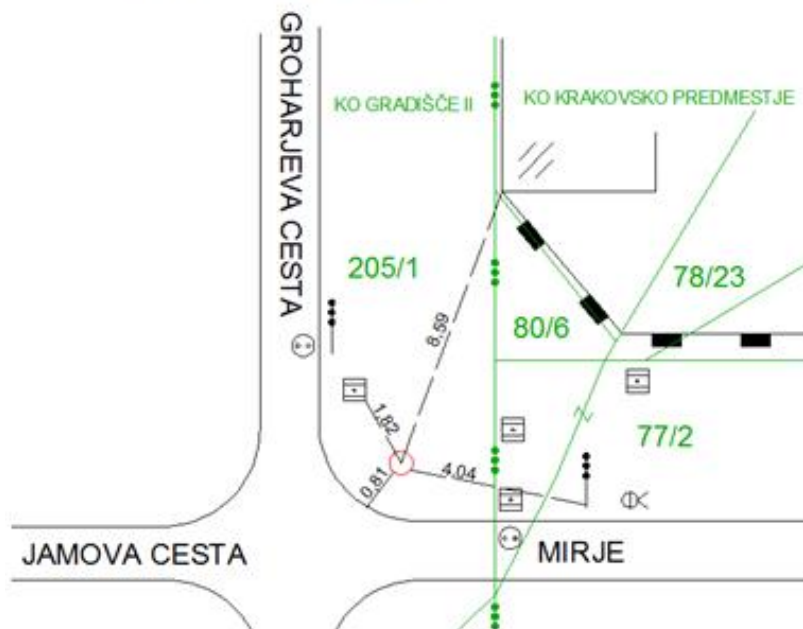 GROHARJEVA CESTA
KO GRADIŠČE II
KO KRAKOVSKO PREDMESTJE
205/1
78/23
8,59
80/6
1,82
77/2
0,81
4,04
JAMOVA CESTA
MIRJE